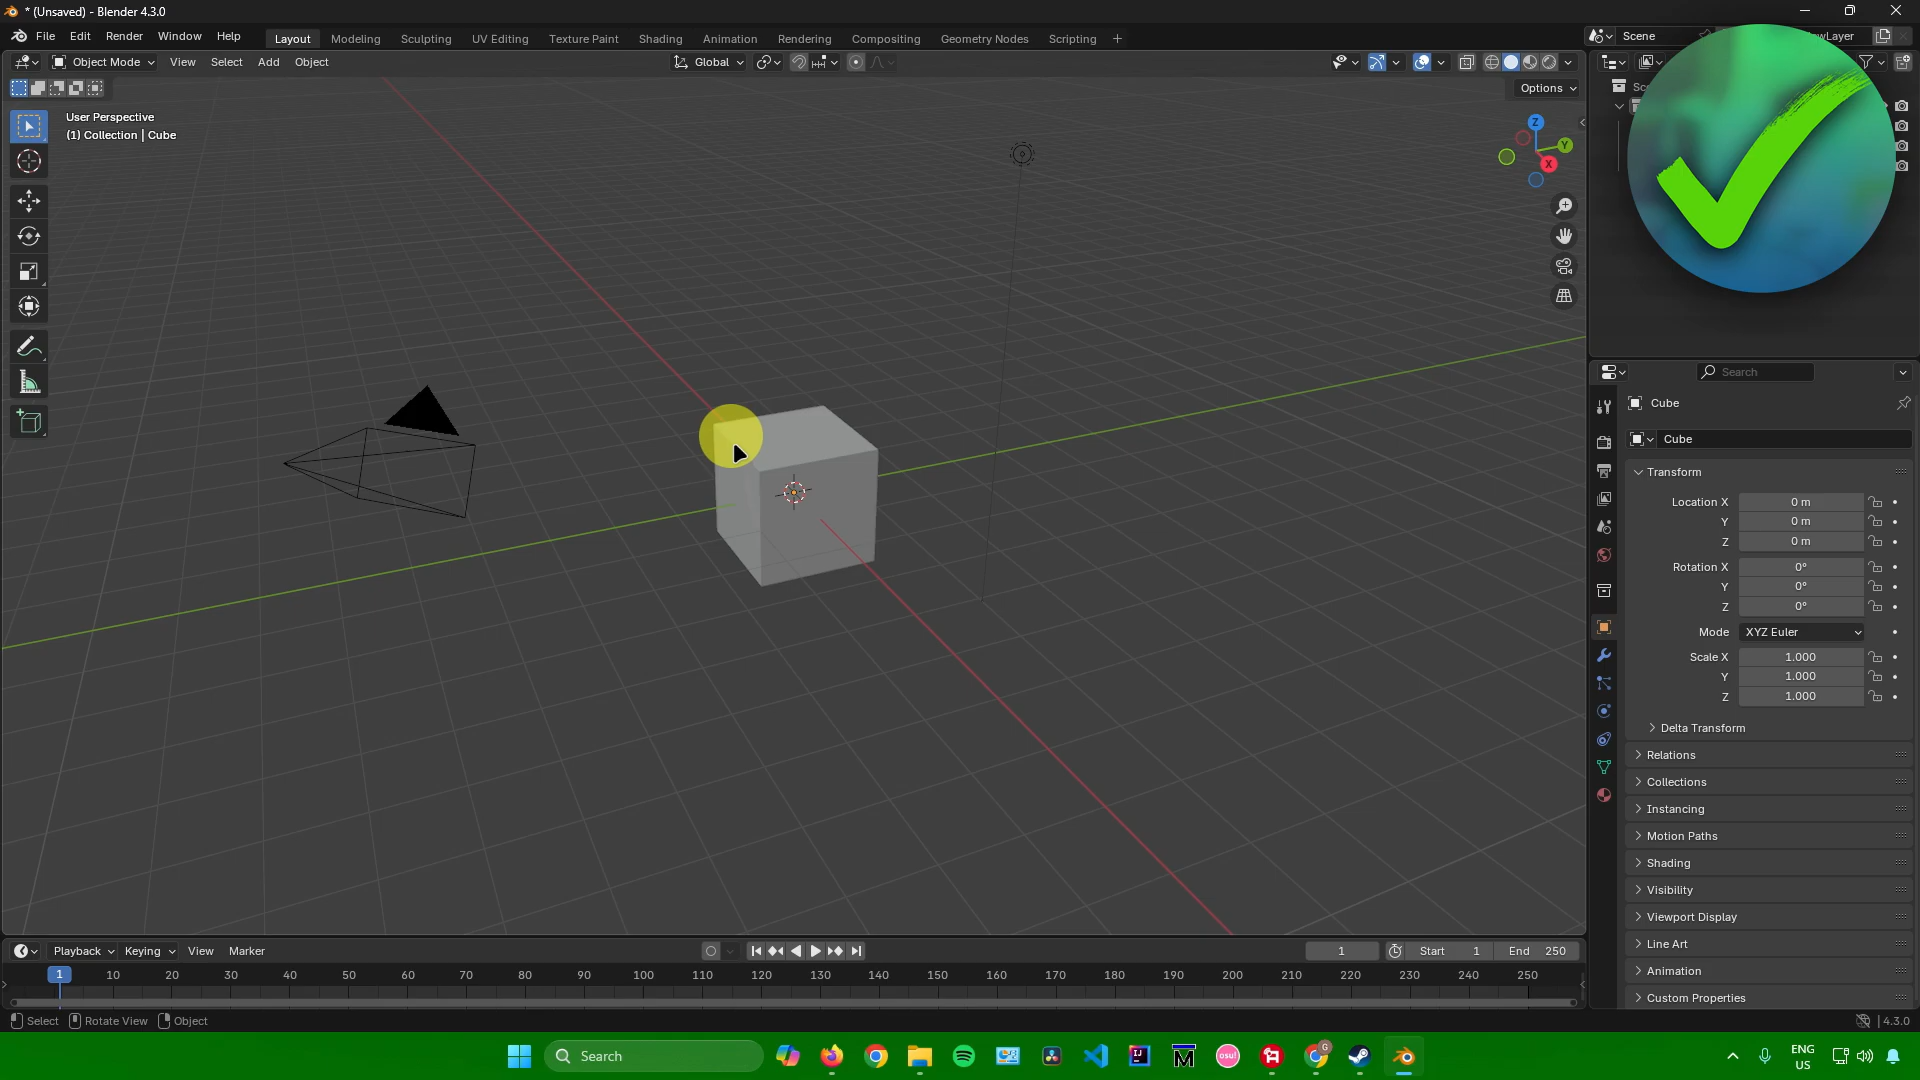 * (Unsaved) - Blender 4.3.0
File Edit Render Window Help
Layout Modeling Sculpting UV Editing Texture Paint Shading Animation Rendering Compositing Geometry Nodes Scripting +
Scene
Layer
Object Mode View Select Add Object
Global
Options
User Perspective
(1) Collection | Cube
Z
Y
X
Search
Cube
Cube
Transform
Location X 0 m
Y 0 m
Z 0 m
Rotation X 0°
Y 0°
Z 0°
Mode XYZ Euler
Scale X 1.000
Y 1.000
Z 1.000
Delta Transform
Relations
Collections
Instancing
Motion Paths
Shading
Visibility
Viewport Display
Line Art
Animation
Custom Properties
Playback Keying View Marker
1 Start 1 End 250
1 10 20 30 40 50 60 70 80 90 100 110 120 130 140 150 160 170 180 190 200 210 220 230 240 250
Select Rotate View Object
4.3.0
Search
osu!
G
ENG
US